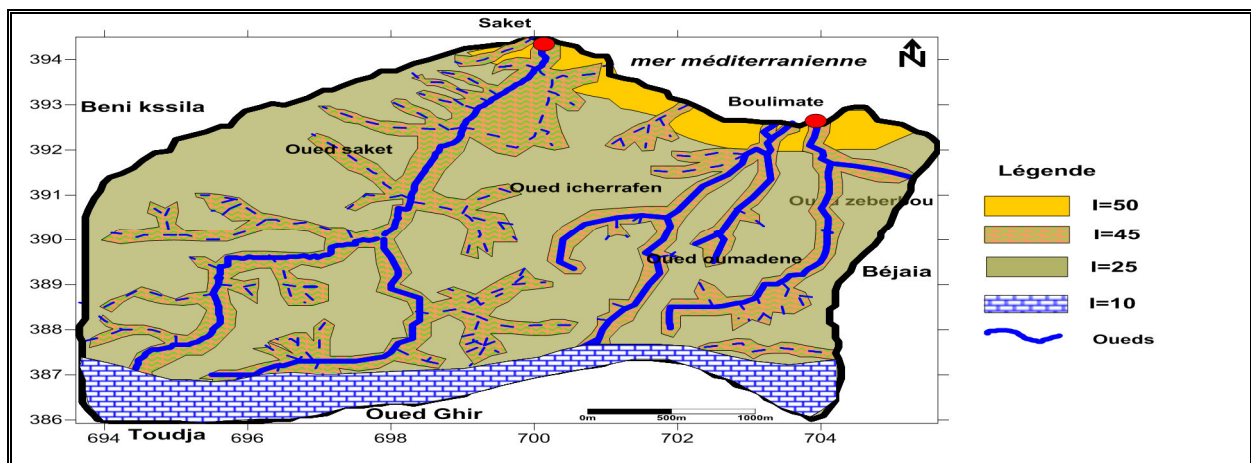 Saket
N
mer méditerranienne
394
393
392
391
390
389
388
387
386
Beni kssila
Boulimate
Oued saket
Oued icherrafen
Oued zeberbou
Oued oumadene
Béjaia
Oued Ghir
Toudja
0m 500m 1000m
694 696 698 700 702 704
Légende
I=50
I=45
I=25
I=10
Oueds